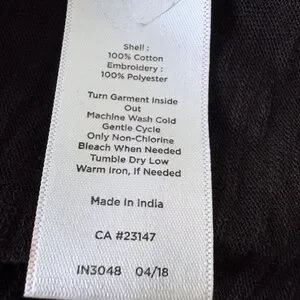 Shell :
100% Cotton
Embroidery :
100% Polyester
Turn Garment Inside
Out
Machine Wash Cold
Gentle Cycle
Only Non-Chlorine
Bleach When Needed
Tumble Dry Low
Warm Iron, If Needed
Made In India
CA #23147
IN3048 04/18